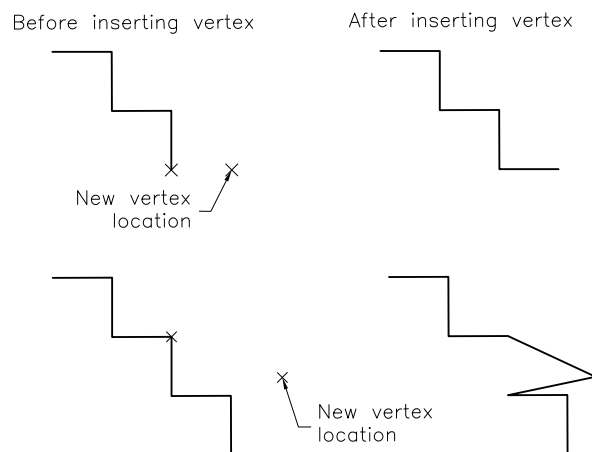 Before inserting vertex
After inserting vertex
New vertex
location
New vertex
location